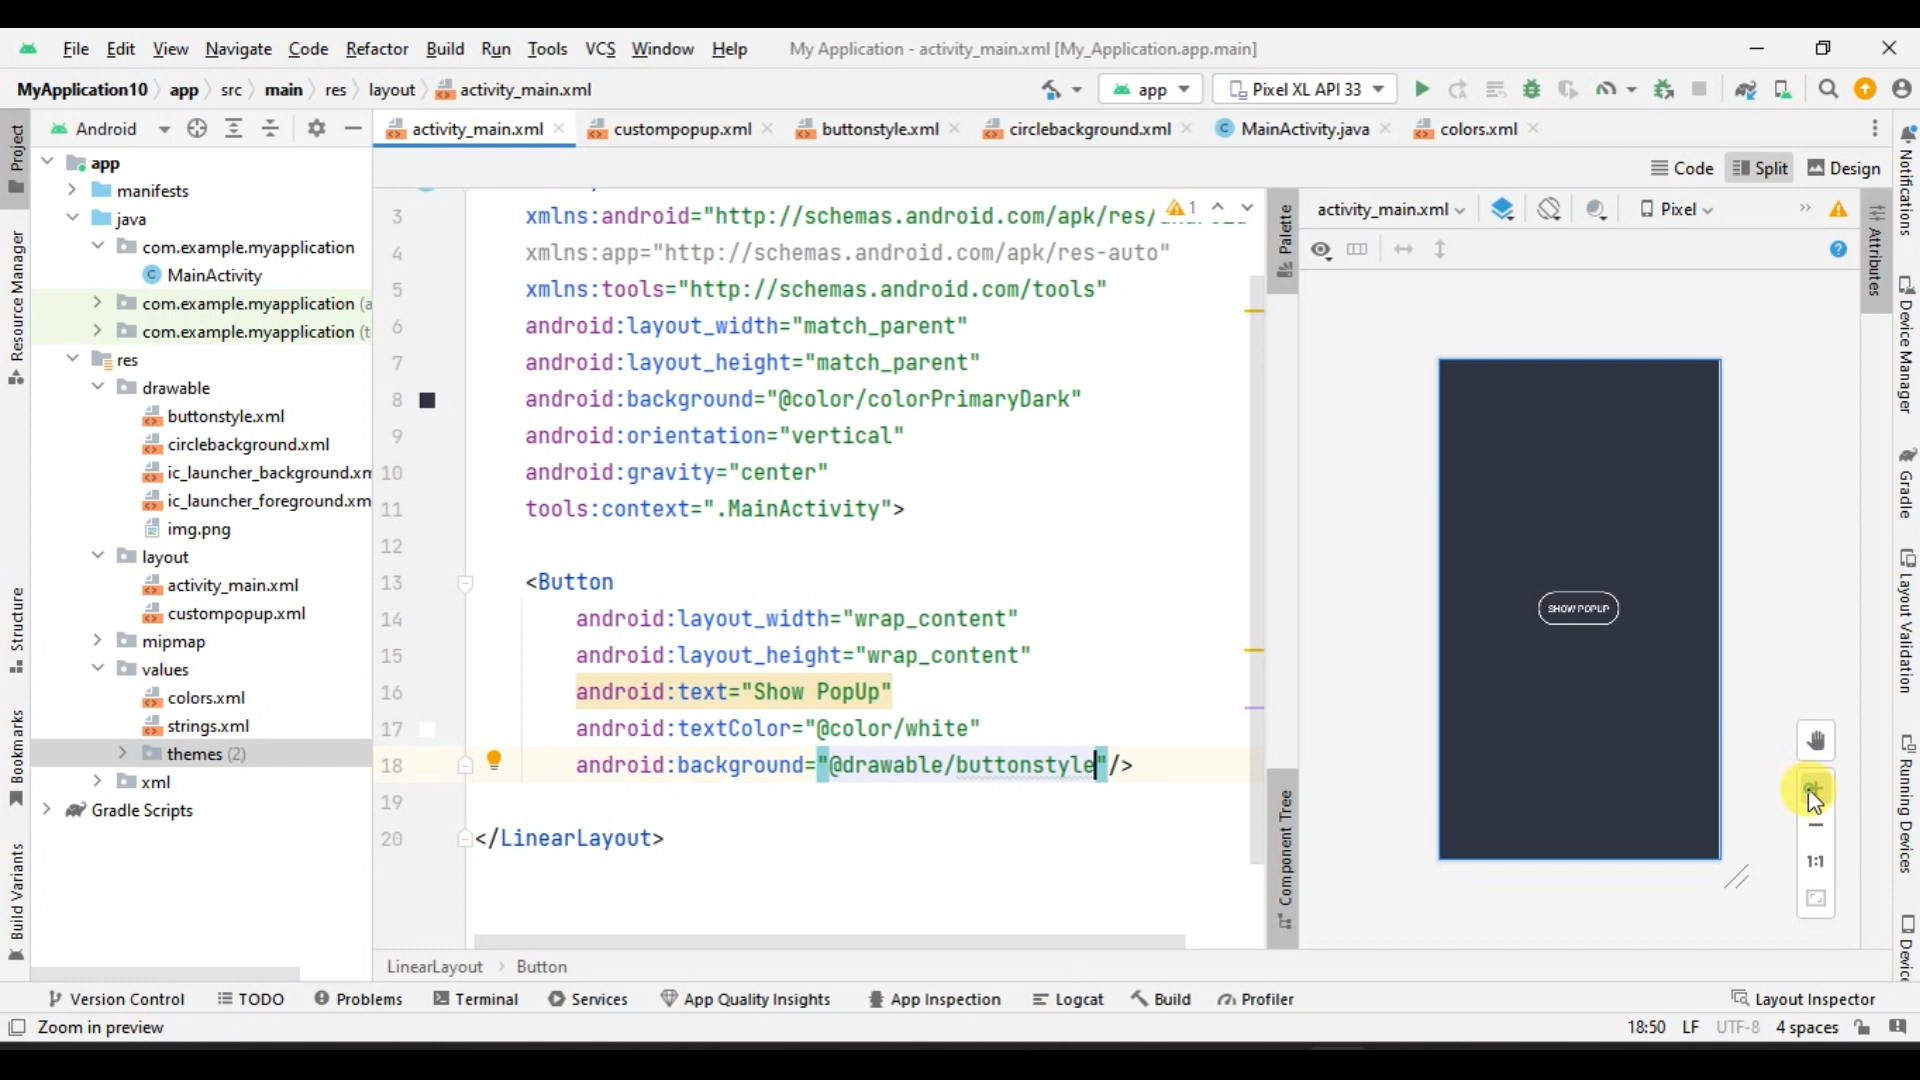 File Edit View Navigate Code Refactor Build Run Tools VCS Window Help My Application - activity_main.xml [My_Application.app.main]
MyApplication10 app src main res layout activity_main.xml
app Pixel XL API 33
Android
activity_main.xml custompopup.xml buttonstyle.xml circlebackground.xml MainActivity.java colors.xml
Code Split Design
Project
Resource Manager
Structure
Bookmarks
Build Variants
app
manifests
java
com.example.myapplication
MainActivity
com.example.myapplication (a
com.example.myapplication (t
res
drawable
buttonstyle.xml
circlebackground.xml
ic_launcher_background.xm
ic_launcher_foreground.xm
img.png
layout
activity_main.xml
custompopup.xml
mipmap
values
colors.xml
strings.xml
themes (2)
xml
Gradle Scripts
1
3 xmlns:android="http://schemas.android.com/apk/res/android
4 xmlns:app="http://schemas.android.com/apk/res-auto"
5 xmlns:tools="http://schemas.android.com/tools"
6 android:layout_width="match_parent"
7 android:layout_height="match_parent"
8 android:background="@color/colorPrimaryDark"
9 android:orientation="vertical"
10 android:gravity="center"
11 tools:context=".MainActivity">
12
13 <Button
14 android:layout_width="wrap_content"
15 android:layout_height="wrap_content"
16 android:text="Show PopUp"
17 android:textColor="@color/white"
18 android:background="@drawable/buttonstyle"/>
19
20 </LinearLayout>
LinearLayout Button
Palette
Component Tree
activity_main.xml Pixel
SHOW POPUP
1:1
Attributes
Notifications
Device Manager
Gradle
Layout Validation
Running Devices
Devic
Version Control TODO Problems Terminal Services App Quality Insights App Inspection Logcat Build Profiler Layout Inspector
Zoom in preview 18:50 LF UTF-8 4 spaces